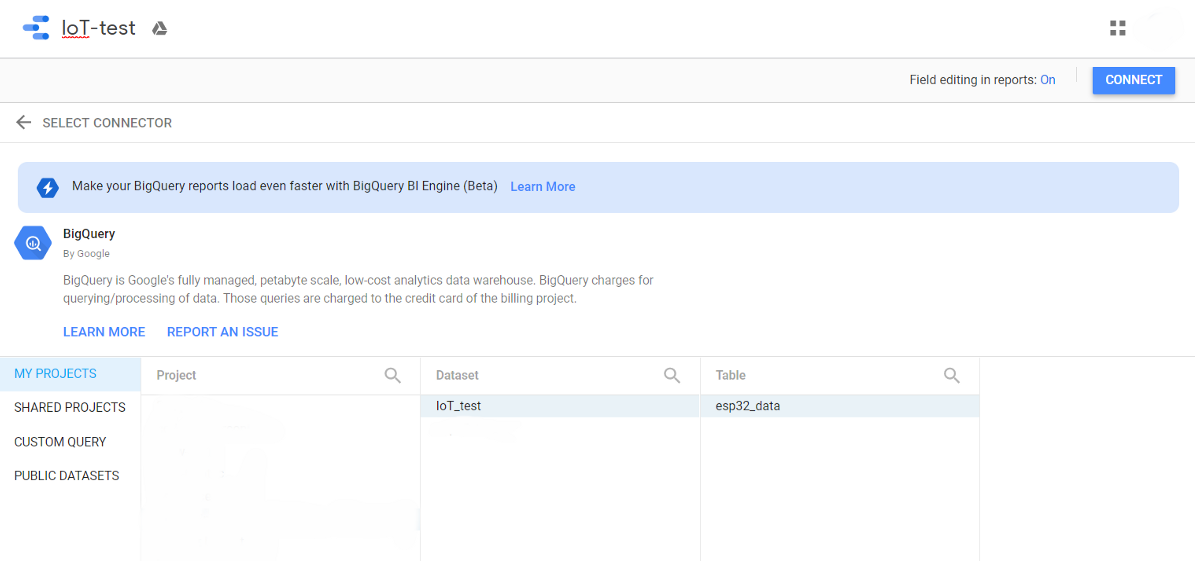 IoT-test
Field editing in reports: On
CONNECT
SELECT CONNECTOR
Make your BigQuery reports load even faster with BigQuery BI Engine (Beta) Learn More
BigQuery
By Google
BigQuery is Google's fully managed, petabyte scale, low-cost analytics data warehouse. BigQuery charges for
querying/processing of data. Those queries are charged to the credit card of the billing project.
LEARN MORE REPORT AN ISSUE
MY PROJECTS
SHARED PROJECTS
CUSTOM QUERY
PUBLIC DATASETS
Project
Dataset
IoT_test
Table
esp32_data